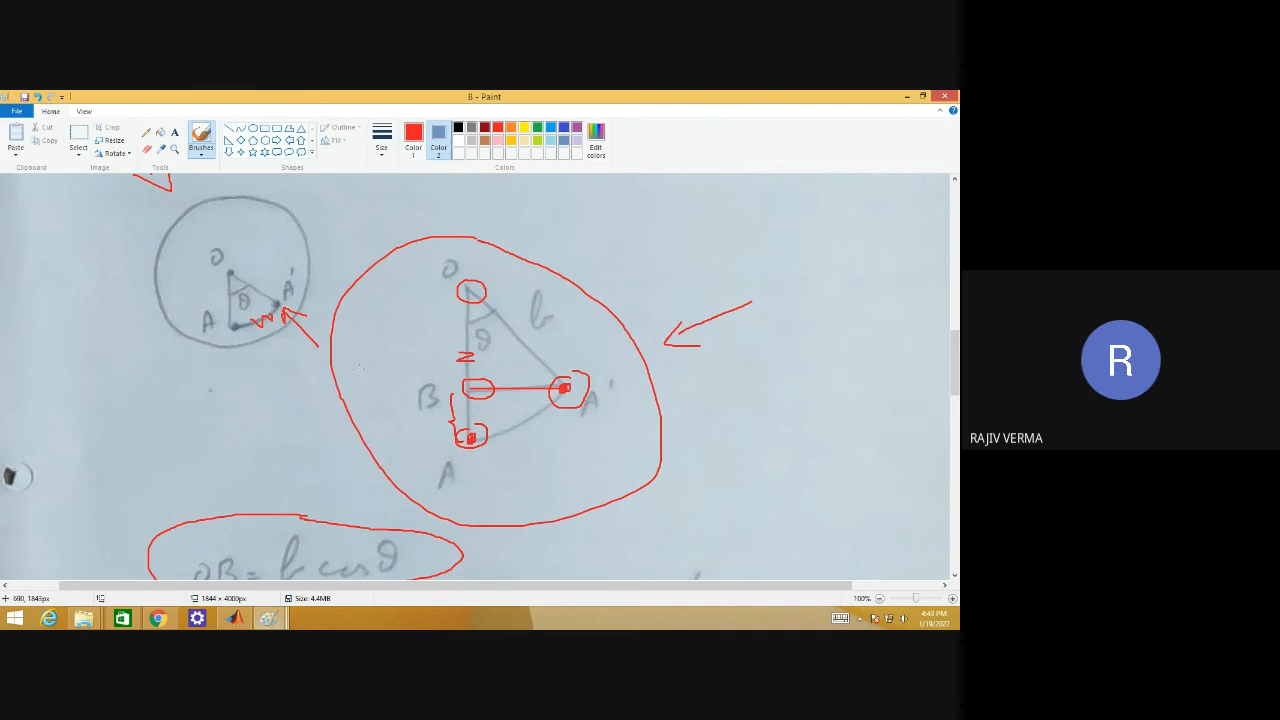 8 - Paint
File Home View
Paste Cut Copy Select Crop Resize Rotate Brushes Outline Fill Size Color 1 Color 2 Edit colors
Clipboard Image Tools Shapes Colors
O
A'
θ
A
O
b
θ
B
A'
A
OB = b cos θ
690, 1843px 1844 × 4000px Size: 4.4MB 100%
4:43 PM
1/19/2022
R
RAJIV VERMA